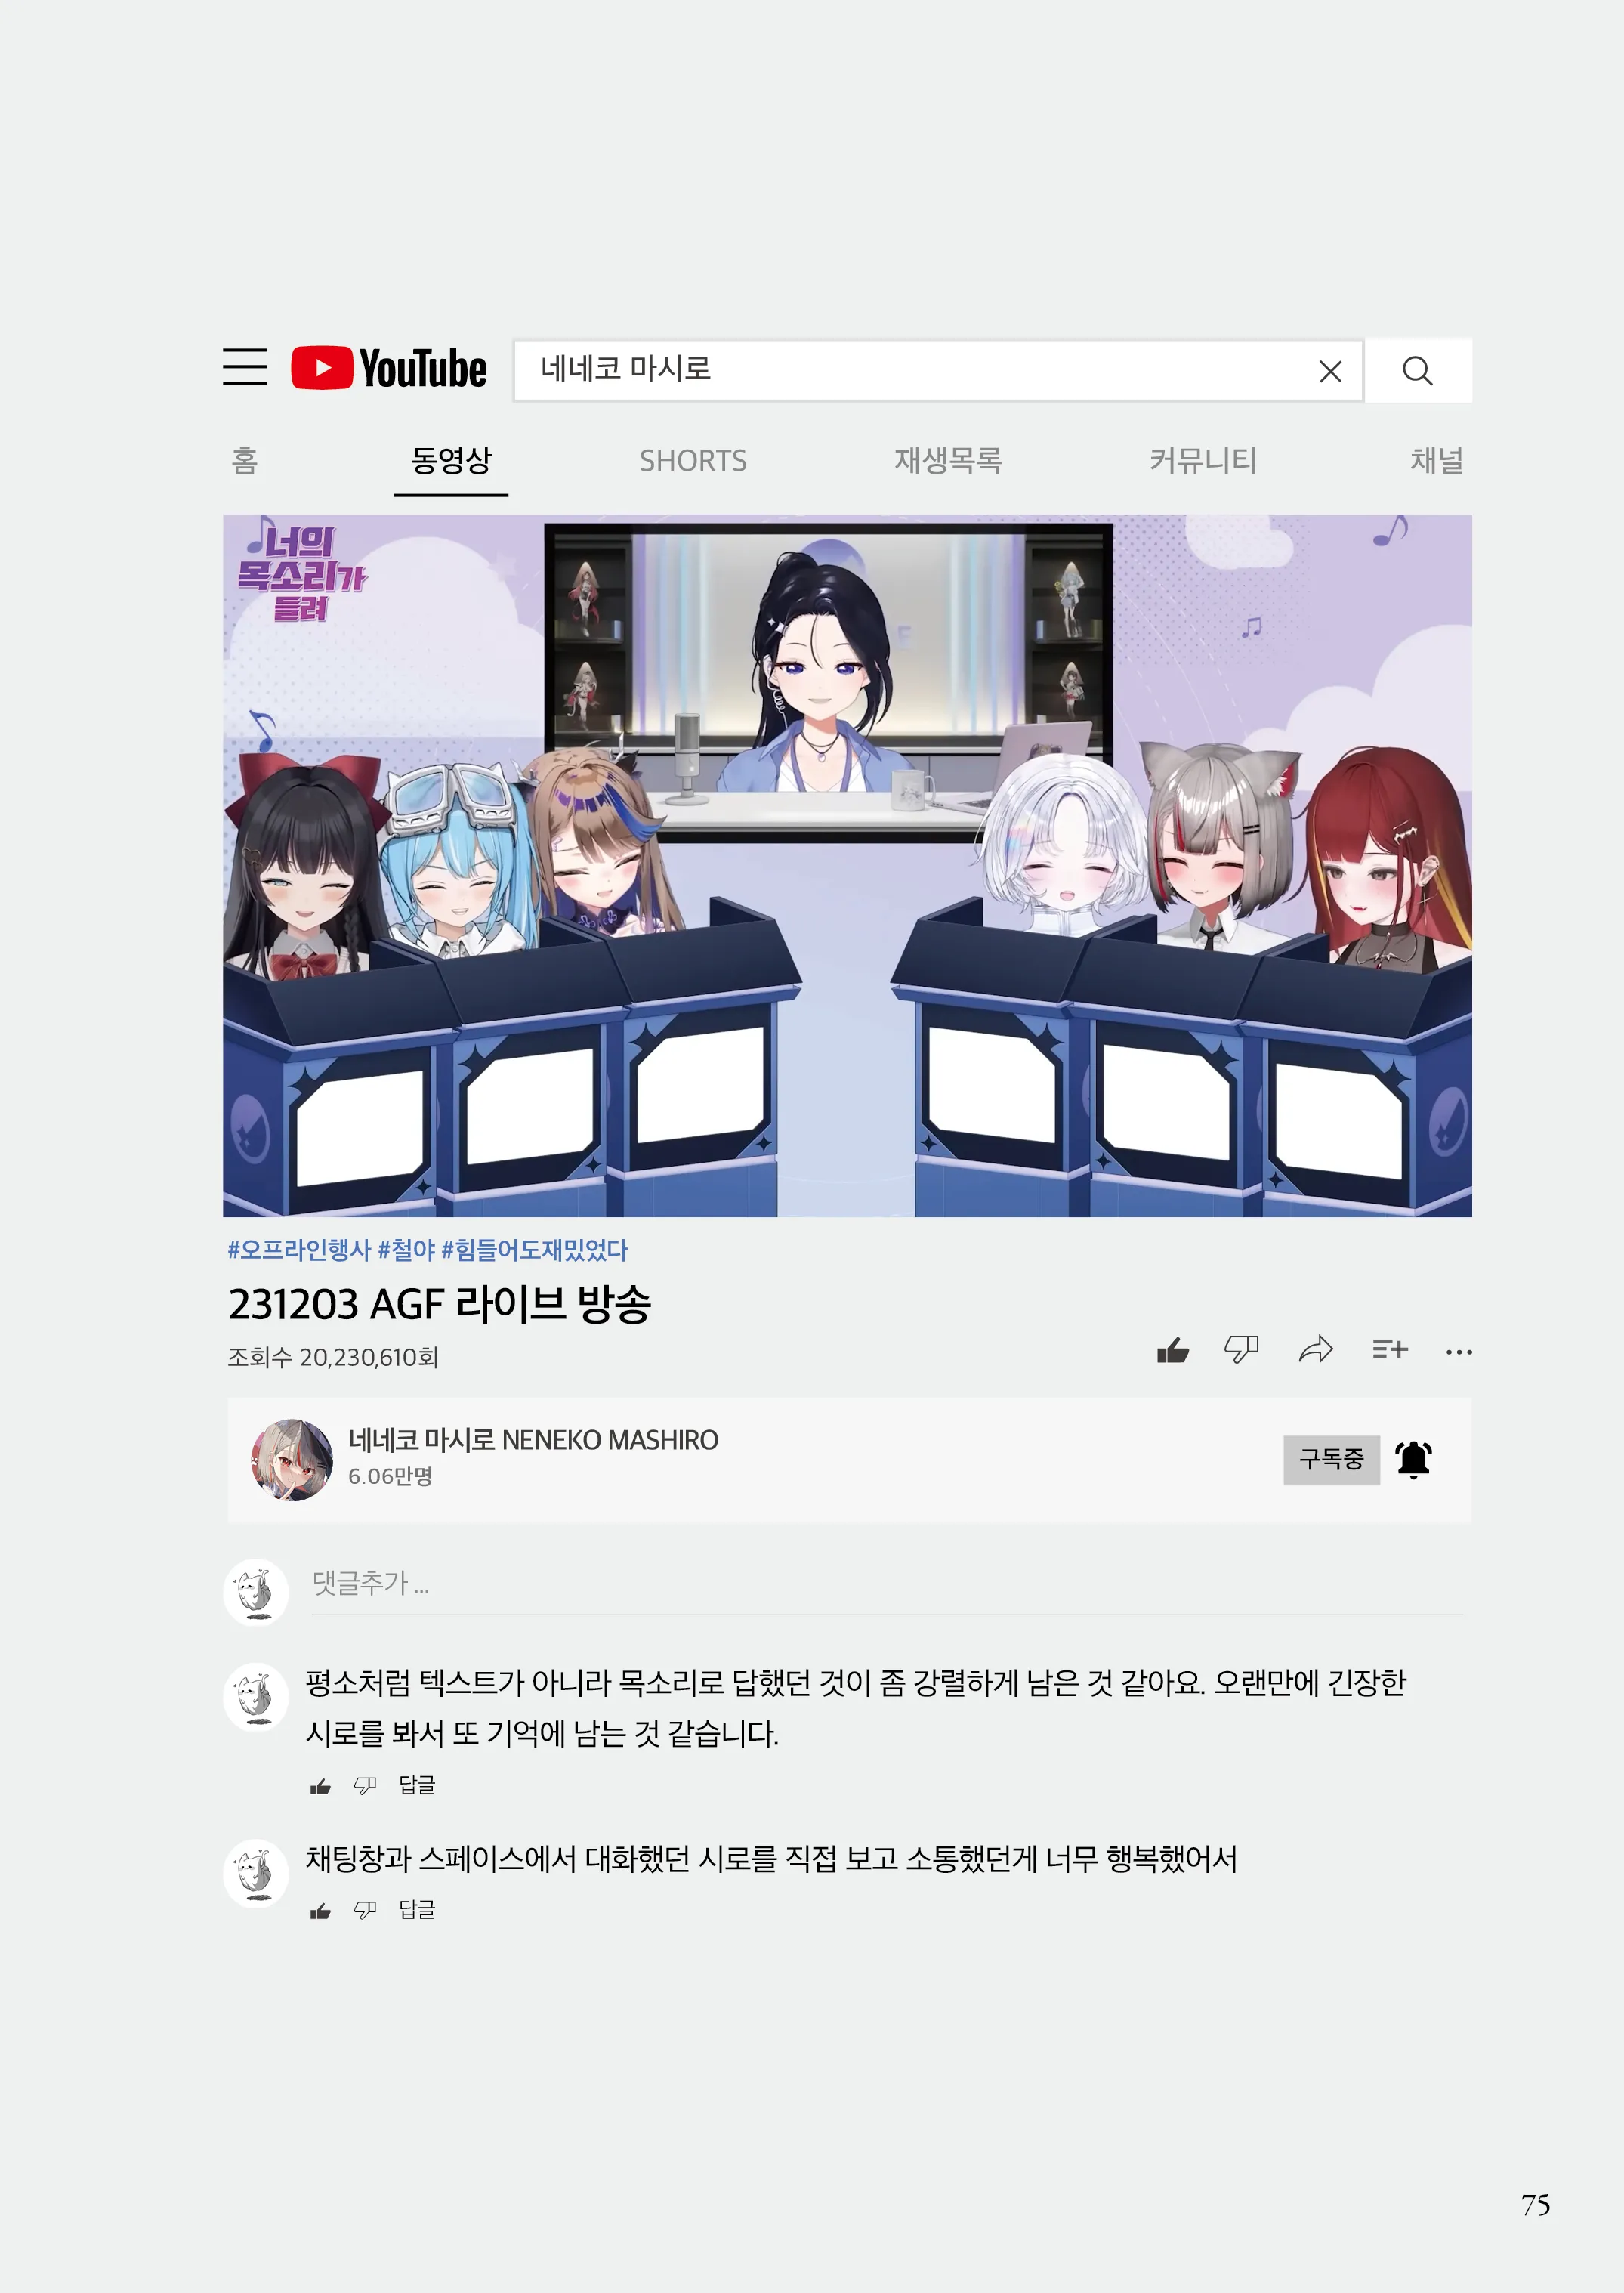 YouTube
네네코 마시로
홈 동영상 SHORTS 재생목록 커뮤니티 채널
너의
목소리가
들려
#오프라인행사 #철야 #힘들어도재밌었다
231203 AGF 라이브 방송
조회수 20,230,610회
네네코 마시로 NENEKO MASHIRO
6.06만명
구독중
댓글추가 ...
평소처럼 텍스트가 아니라 목소리로 답했던 것이 좀 강렬하게 남은 것 같아요. 오랜만에 긴장한
시로를 봐서 또 기억에 남는 것 같습니다.
답글
채팅창과 스페이스에서 대화했던 시로를 직접 보고 소통했던게 너무 행복했어서
답글
75